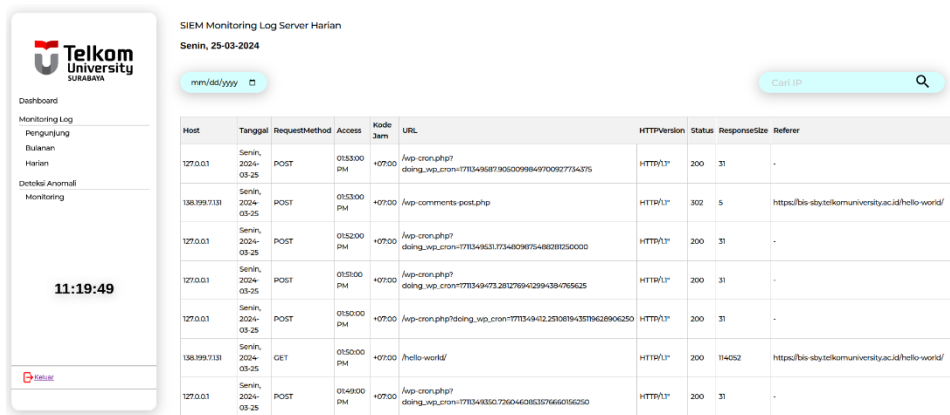 Telkom
University
SURABAYA
Dashboard
Monitoring Log
Pengunjung
Bulanan
Harian
Deteksi Anomali
Monitoring
11:19:49
Keluar
SIEM Monitoring Log Server Harian
Senin, 25-03-2024
mm/dd/yyyy
Cari IP
Host Tanggal RequestMethod Access Kode Jam URL HTTPVersion Status ResponseSize Referer
127.0.0.1 Senin, 2024-03-25 POST 01:53:00 PM +07:00 /wp-cron.php?doing_wp_cron=1711349587.9050099849700927734375 HTTP/1.1" 200 31 -
138.199.7.131 Senin, 2024-03-25 POST 01:53:00 PM +07:00 /wp-comments-post.php HTTP/1.1" 302 5 https://bis-sby.telkomuniversity.ac.id/hello-world/
127.0.0.1 Senin, 2024-03-25 POST 01:52:00 PM +07:00 /wp-cron.php?doing_wp_cron=1711349531.1734809875488281250000 HTTP/1.1" 200 31 -
127.0.0.1 Senin, 2024-03-25 POST 01:51:00 PM +07:00 /wp-cron.php?doing_wp_cron=1711349473.2812769412994384765625 HTTP/1.1" 200 31 -
127.0.0.1 Senin, 2024-03-25 POST 01:50:00 PM +07:00 /wp-cron.php?doing_wp_cron=1711349412.2510819435119628906250 HTTP/1.1" 200 31 -
138.199.7.131 Senin, 2024-03-25 GET 01:50:00 PM +07:00 /hello-world/ HTTP/1.1" 200 114052 https://bis-sby.telkomuniversity.ac.id/hello-world/
127.0.0.1 Senin, 2024-03-25 POST 01:49:00 PM +07:00 /wp-cron.php?doing_wp_cron=1711349350.7260460853576660156250 HTTP/1.1" 200 31 -